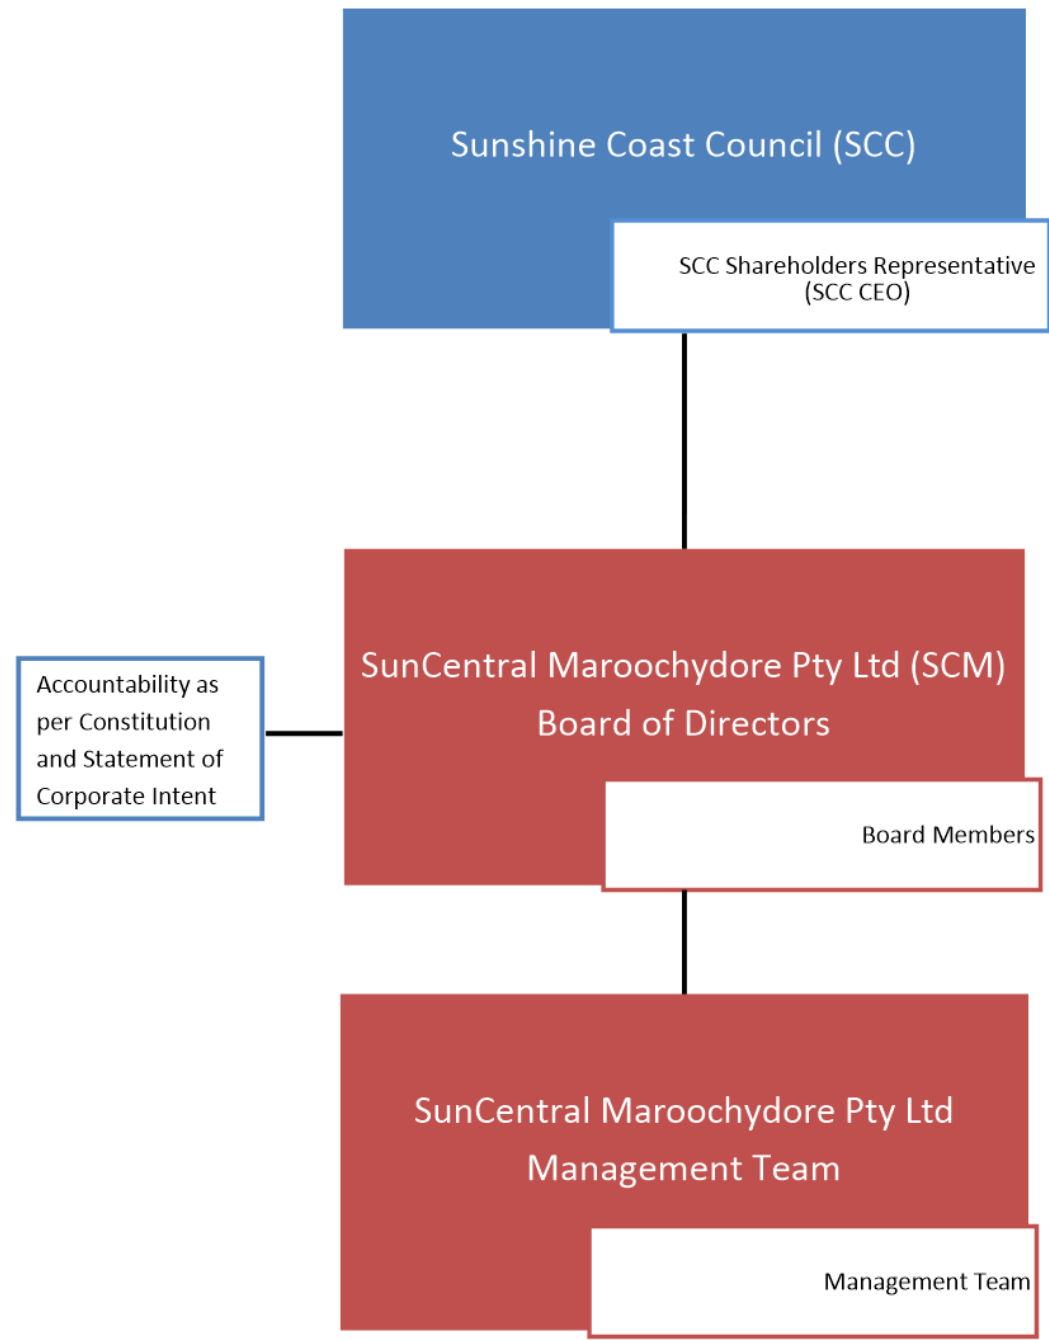 Sunshine Coast Council (SCC)
SCC Shareholders Representative
(SCC CEO)
SunCentral Maroochydore Pty Ltd (SCM)
Board of Directors
Accountability as
per Constitution
and Statement of
Corporate Intent
Board Members
SunCentral Maroochydore Pty Ltd
Management Team
Management Team